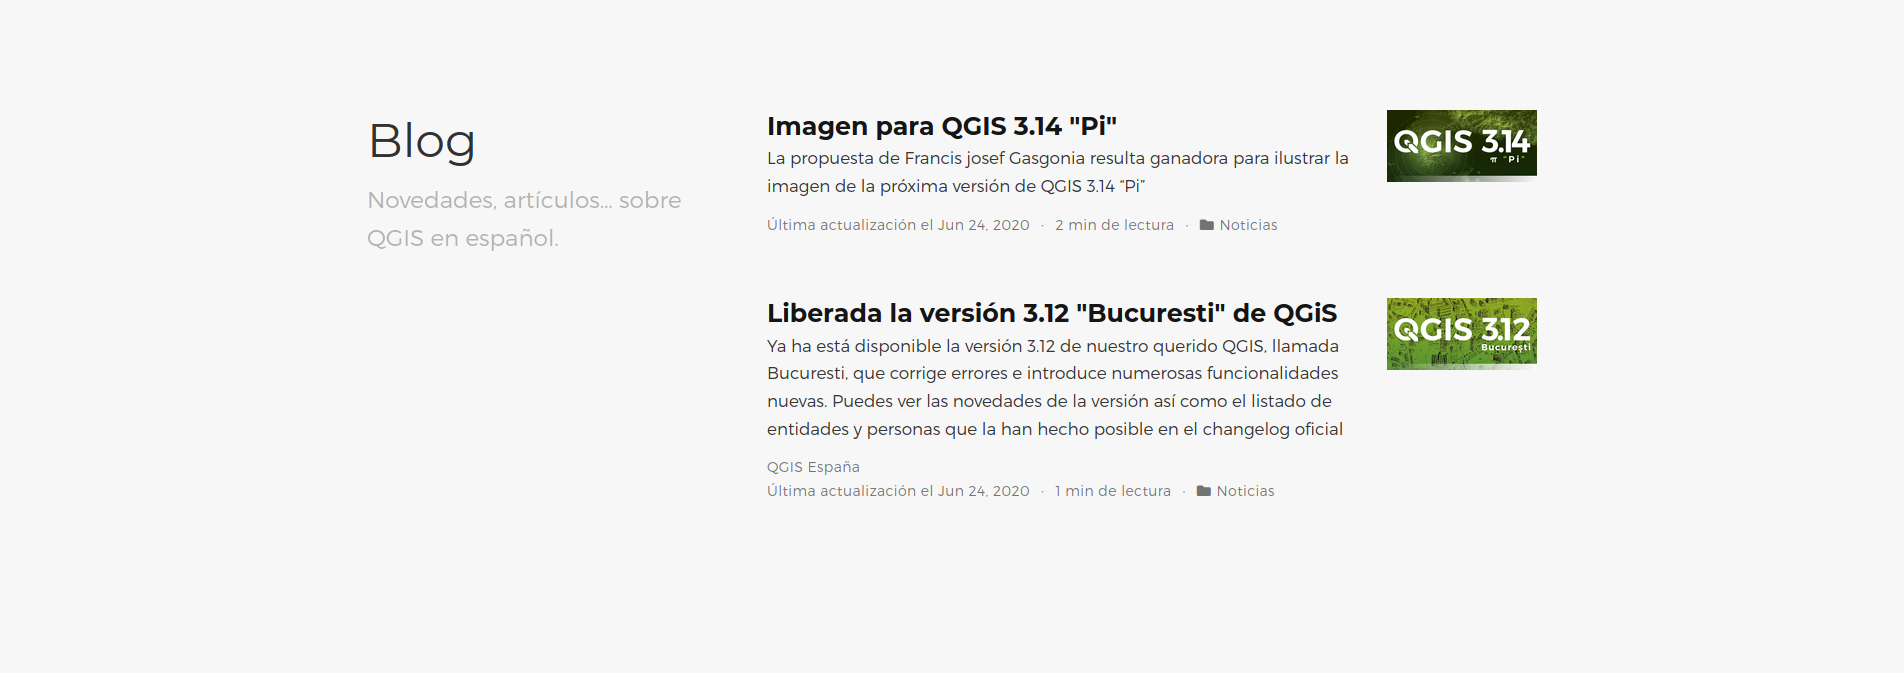 Blog
Novedades, artículos... sobre
QGIS en español.
Imagen para QGIS 3.14 "Pi"
La propuesta de Francis josef Gasgonia resulta ganadora para ilustrar la
imagen de la próxima versión de QGIS 3.14 “Pi”
Última actualización el Jun 24, 2020 · 2 min de lectura · Noticias
QGIS 3.14
π “Pi”
Liberada la versión 3.12 "Bucuresti" de QGiS
Ya ha está disponible la versión 3.12 de nuestro querido QGIS, llamada
Bucuresti, que corrige errores e introduce numerosas funcionalidades
nuevas. Puedes ver las novedades de la versión así como el listado de
entidades y personas que la han hecho posible en el changelog oficial
QGIS España
Última actualización el Jun 24, 2020 · 1 min de lectura · Noticias
QGIS 3.12
București